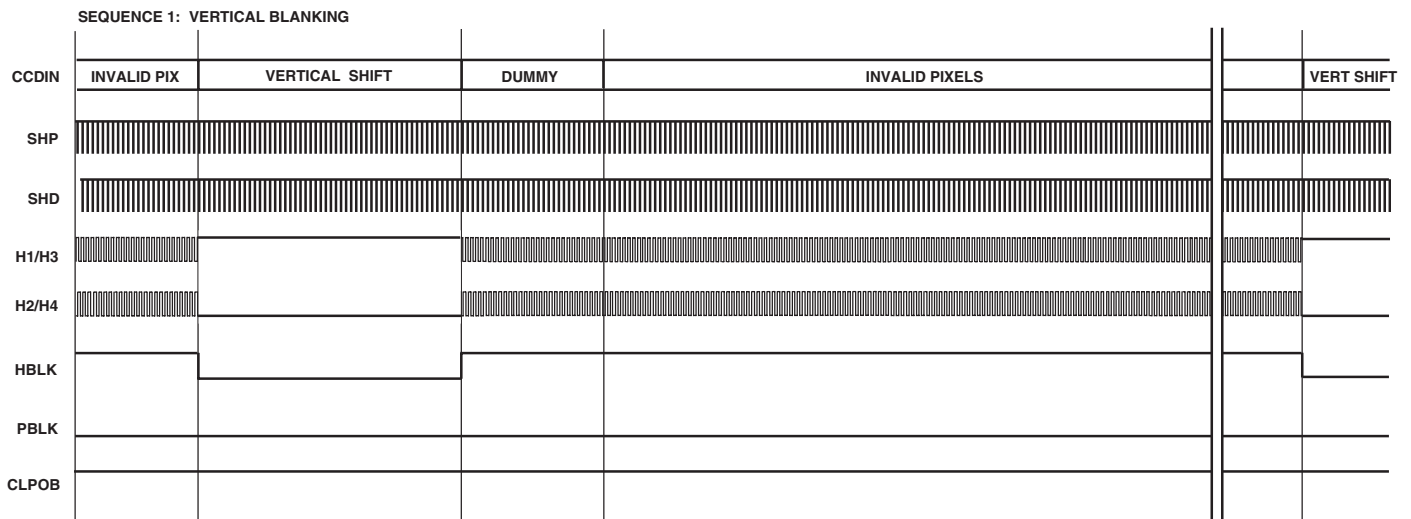 SEQUENCE 1: VERTICAL BLANKING
CCDIN INVALID PIX VERTICAL SHIFT DUMMY INVALID PIXELS VERT SHIFT
SHP
SHD
H1/H3
H2/H4
HBLK
PBLK
CLPOB